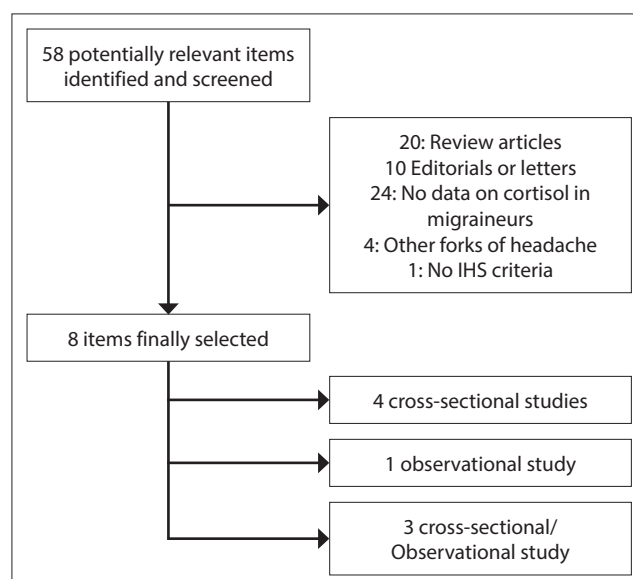 58 potentially relevant items
identified and screened
20: Review articles
10 Editorials or letters
24: No data on cortisol in
migraineurs
4: Other forks of headache
1: No IHS criteria
8 items finally selected
4 cross-sectional studies
1 observational study
3 cross-sectional/
Observational study